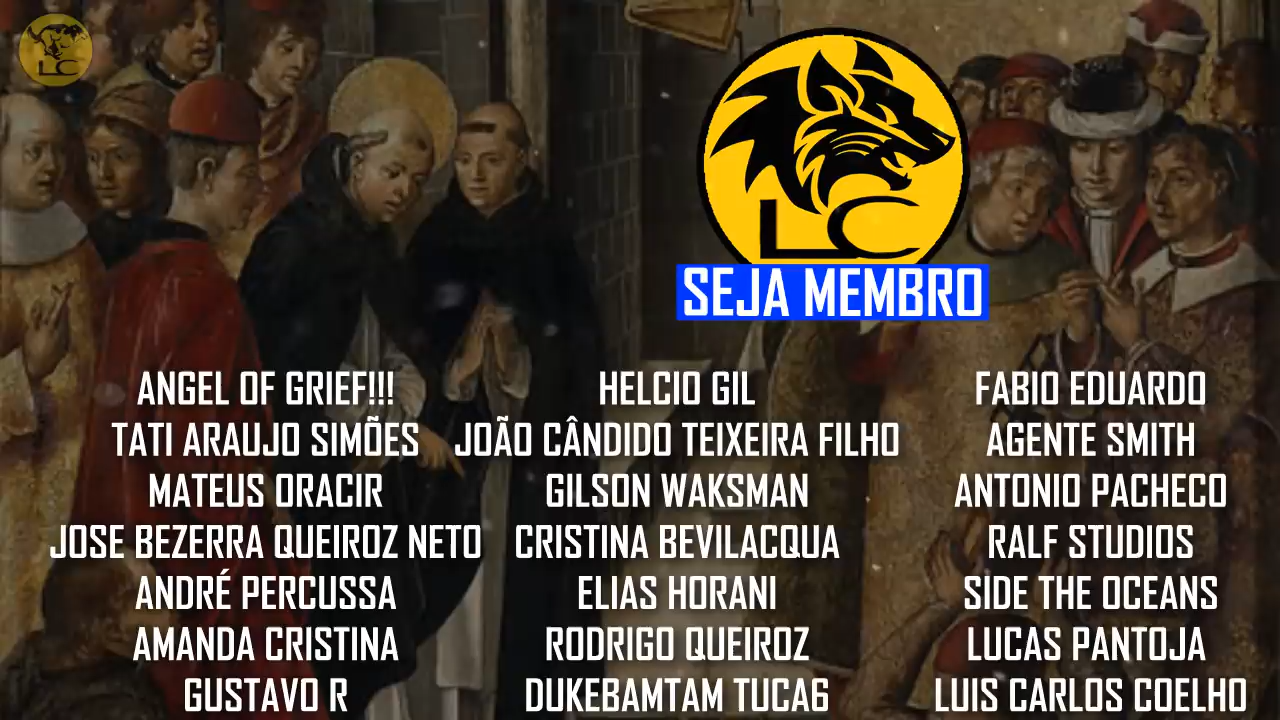 LC
LC
SEJA MEMBRO
ANGEL OF GRIEF!!!
TATI ARAUJO SIMÕES
MATEUS ORACIR
JOSE BEZERRA QUEIROZ NETO
ANDRÉ PERCUSSA
AMANDA CRISTINA
GUSTAVO R
HELCIO GIL
JOÃO CÂNDIDO TEIXEIRA FILHO
GILSON WAKSMAN
CRISTINA BEVILACQUA
ELIAS HORANI
RODRIGO QUEIROZ
DUKEBAMTAM TUCA6
FABIO EDUARDO
AGENTE SMITH
ANTONIO PACHECO
RALF STUDIOS
SIDE THE OCEANS
LUCAS PANTOJA
LUIS CARLOS COELHO